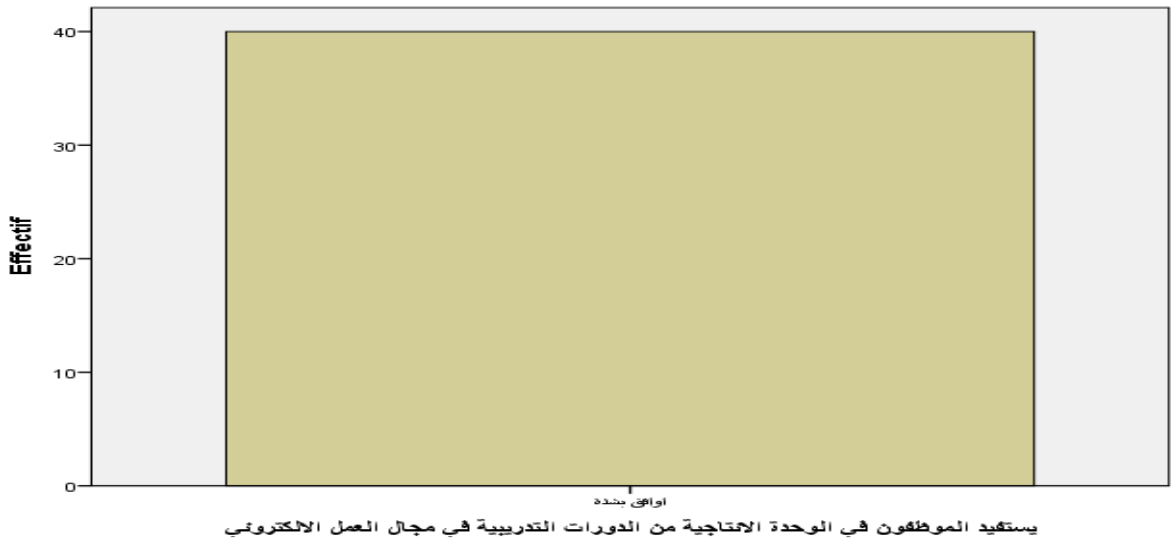 40
30
20
10
0
Effectif
اوافق بشدة
يستفيد الموظفون في الوحدة الانتاجية من الدورات التدريبية في مجال العمل الالكتروني